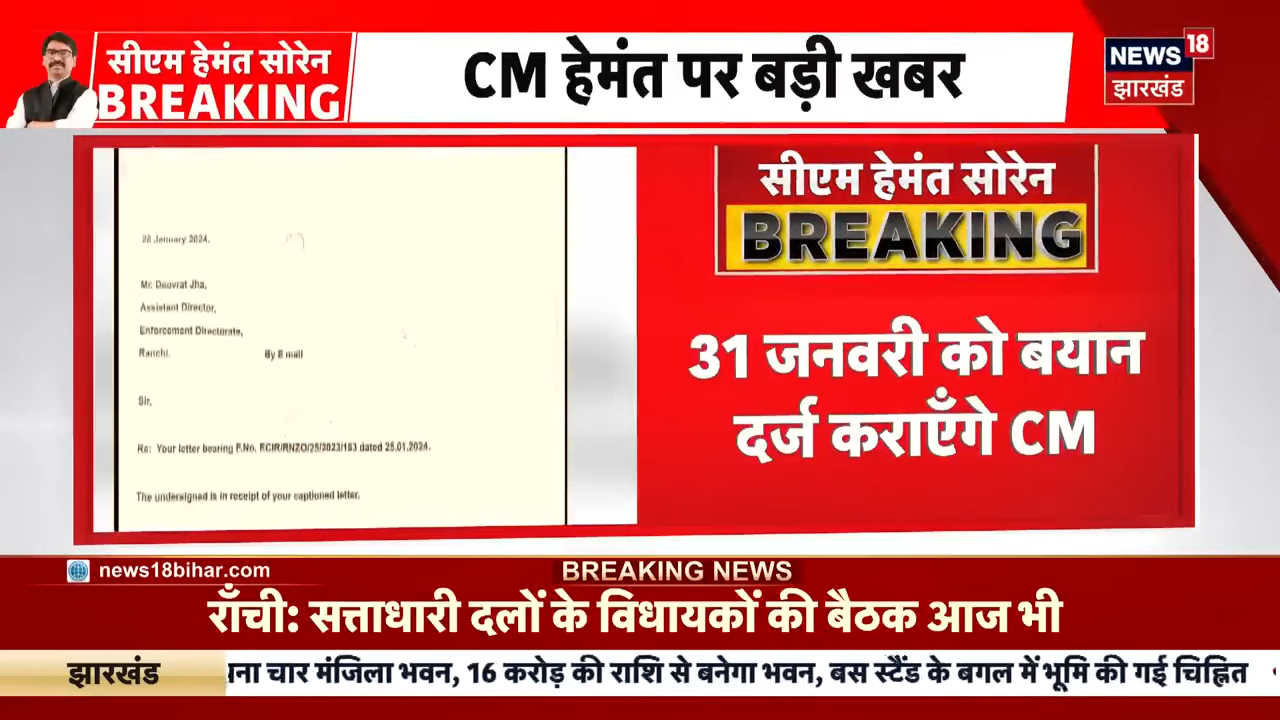 सीएम हेमंत सोरेन
BREAKING
CM हेमंत पर बड़ी खबर
NEWS 18
झारखंड
28 January 2024.
Mr. Deovrat Jha,
Assistant Director,
Enforcement Directorate,
Ranchi. By E mail
Sir,
Re: Your letter bearing F.No. ECIR/RNZO/25/2023/183 dated 25.01.2024.
The undersigned is in receipt of your captioned letter.
सीएम हेमंत सोरेन
BREAKING
31 जनवरी को बयान
दर्ज कराएँगे CM
news18bihar.com
BREAKING NEWS
राँची: सत्ताधारी दलों के विधायकों की बैठक आज भी
झारखंड
चार मंजिला भवन, 16 करोड़ की राशि से बनेगा भवन, बस स्टैंड के बगल में भूमि की गई चिह्नित